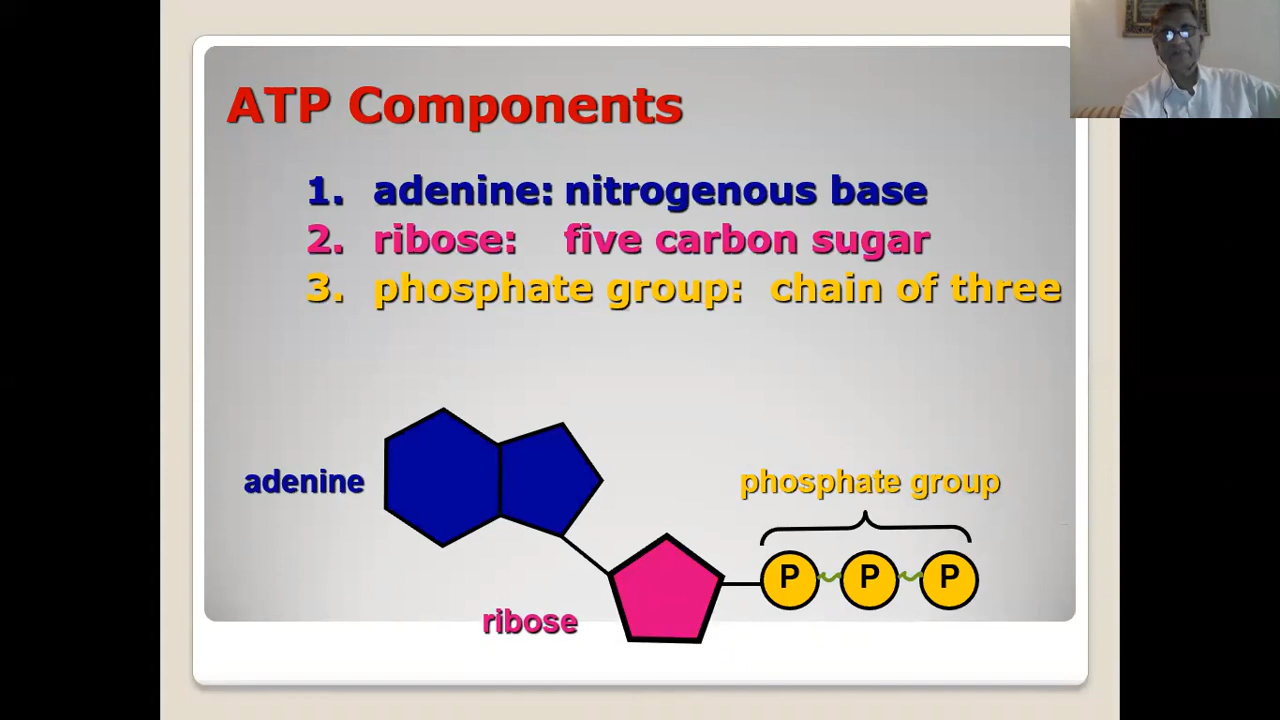 ATP Components
1. adenine: nitrogenous base
2. ribose: five carbon sugar
3. phosphate group: chain of three
adenine
phosphate group
P P P
ribose